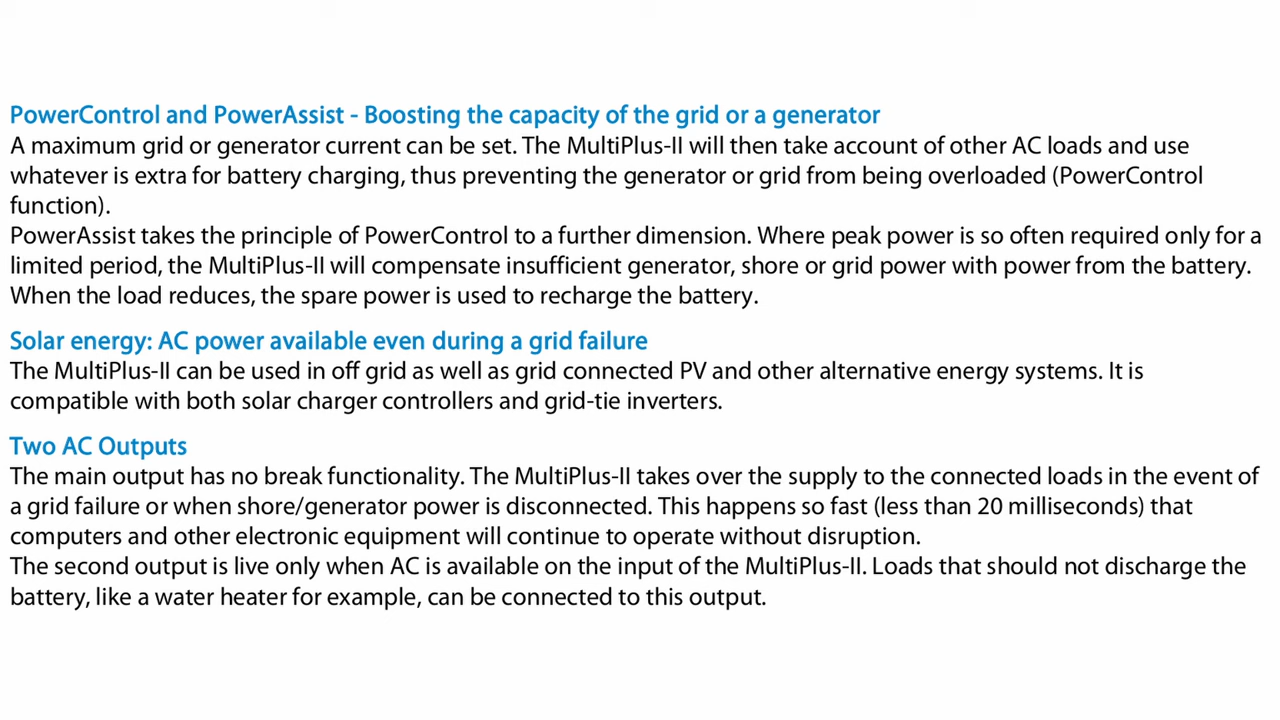 PowerControl and PowerAssist - Boosting the capacity of the grid or a generator
A maximum grid or generator current can be set. The MultiPlus-II will then take account of other AC loads and use
whatever is extra for battery charging, thus preventing the generator or grid from being overloaded (PowerControl
function).
PowerAssist takes the principle of PowerControl to a further dimension. Where peak power is so often required only for a
limited period, the MultiPlus-II will compensate insufficient generator, shore or grid power with power from the battery.
When the load reduces, the spare power is used to recharge the battery.
Solar energy: AC power available even during a grid failure
The MultiPlus-II can be used in off grid as well as grid connected PV and other alternative energy systems. It is
compatible with both solar charger controllers and grid-tie inverters.
Two AC Outputs
The main output has no break functionality. The MultiPlus-II takes over the supply to the connected loads in the event of
a grid failure or when shore/generator power is disconnected. This happens so fast (less than 20 milliseconds) that
computers and other electronic equipment will continue to operate without disruption.
The second output is live only when AC is available on the input of the MultiPlus-II. Loads that should not discharge the
battery, like a water heater for example, can be connected to this output.